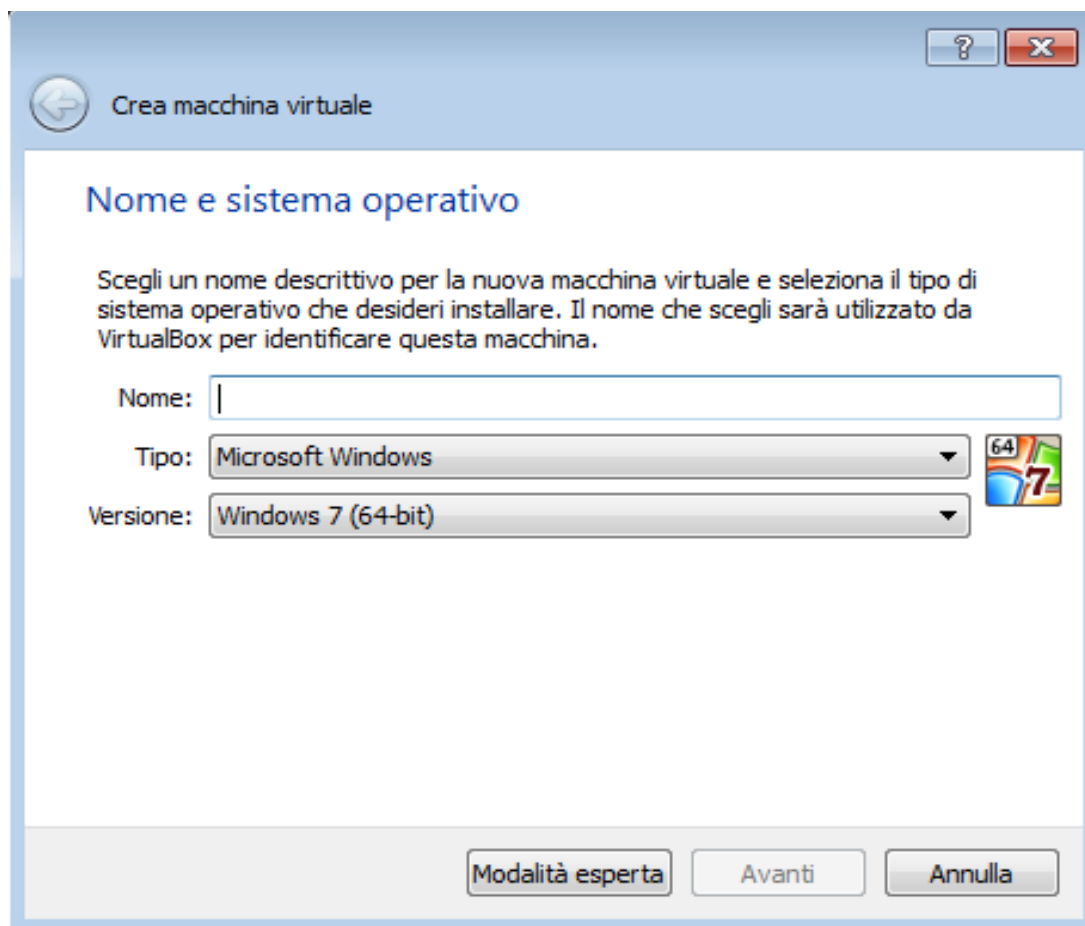 ?
Crea macchina virtuale
Nome e sistema operativo
Scegli un nome descrittivo per la nuova macchina virtuale e seleziona il tipo di
sistema operativo che desideri installare. Il nome che scegli sarà utilizzato da
VirtualBox per identificare questa macchina.
Nome:
Tipo: Microsoft Windows 64 7
Versione: Windows 7 (64-bit)
Modalità esperta Avanti Annulla